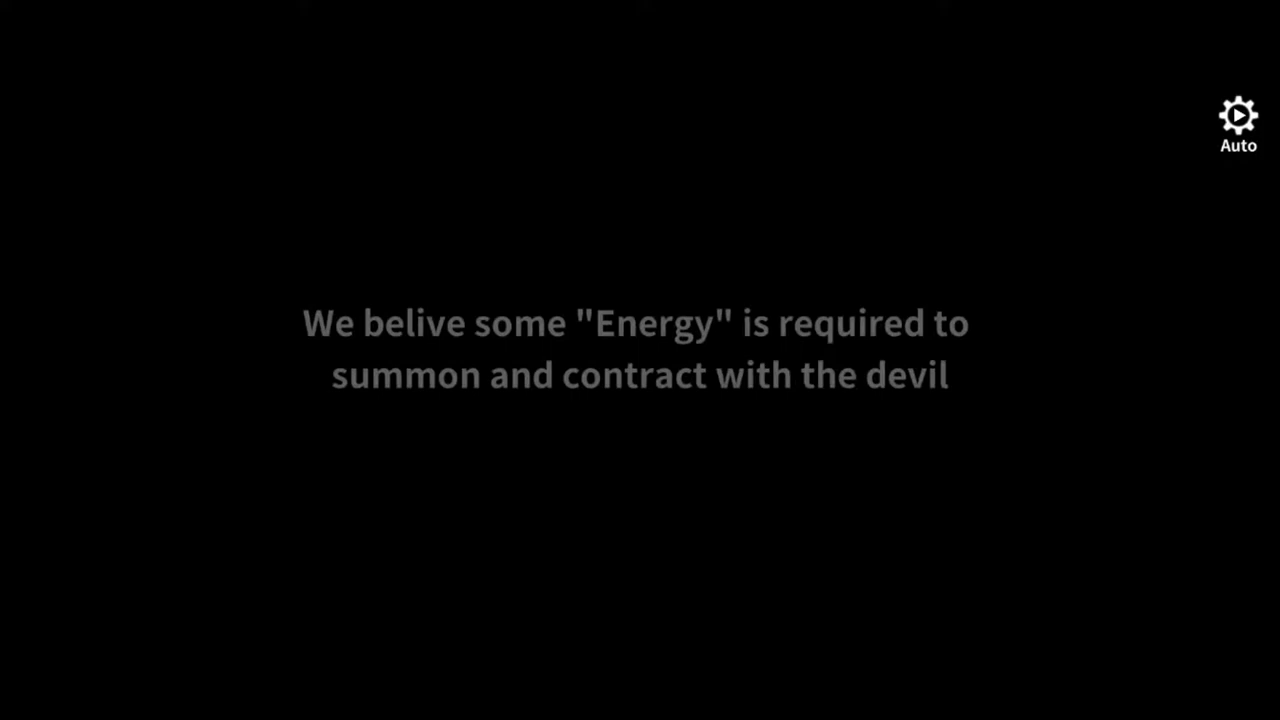 Auto
We belive some "Energy" is required to
summon and contract with the devil